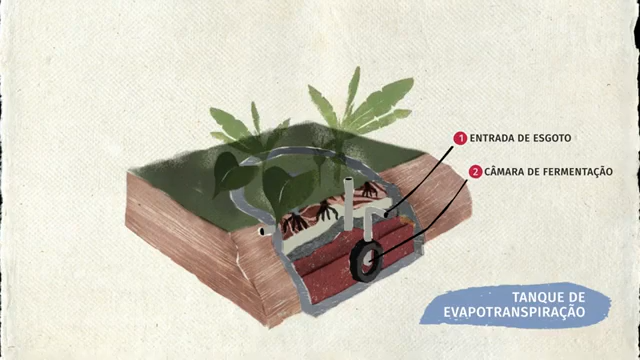 1 ENTRADA DE ESGOTO
2 CÂMARA DE FERMENTAÇÃO
TANQUE DE
EVAPOTRANSPIRAÇÃO